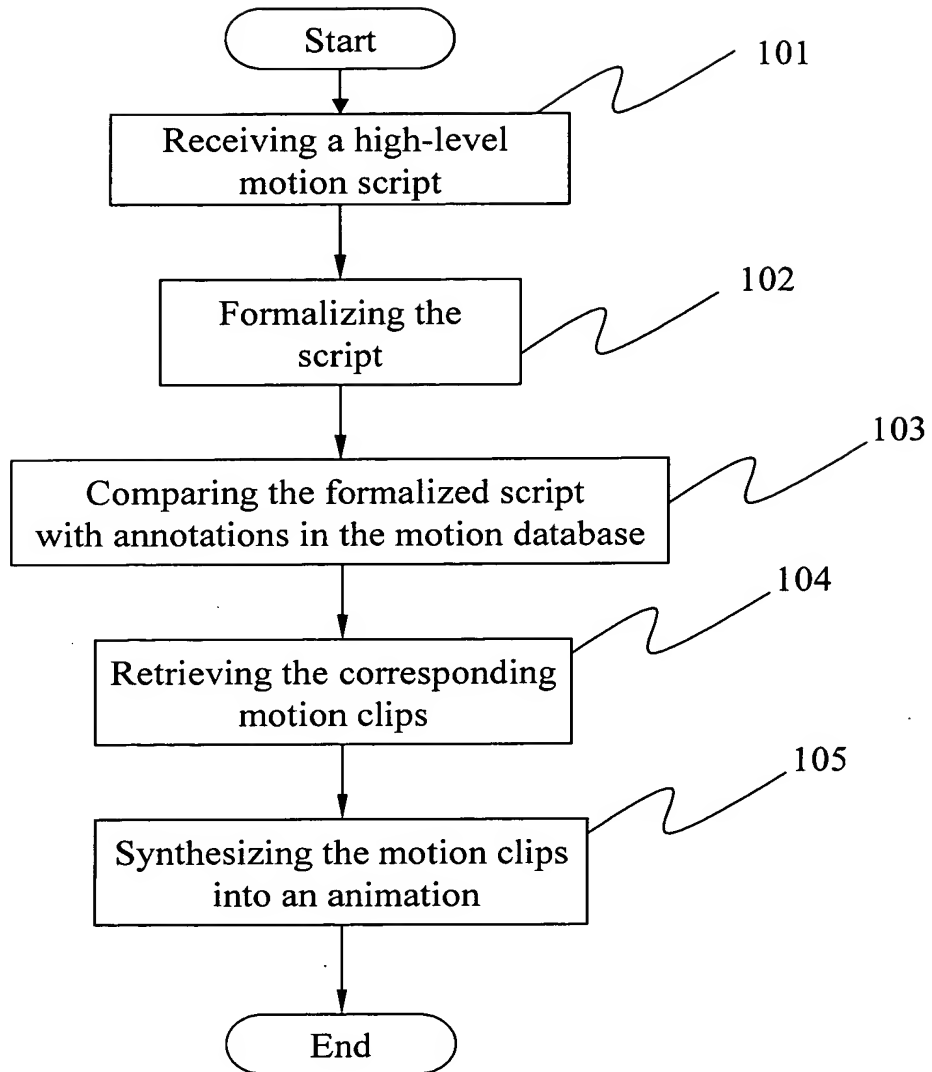 Start
101
Receiving a high-level
motion script
102
Formalizing the
script
103
Comparing the formalized script
with annotations in the motion database
104
Retrieving the corresponding
motion clips
105
Synthesizing the motion clips
into an animation
End